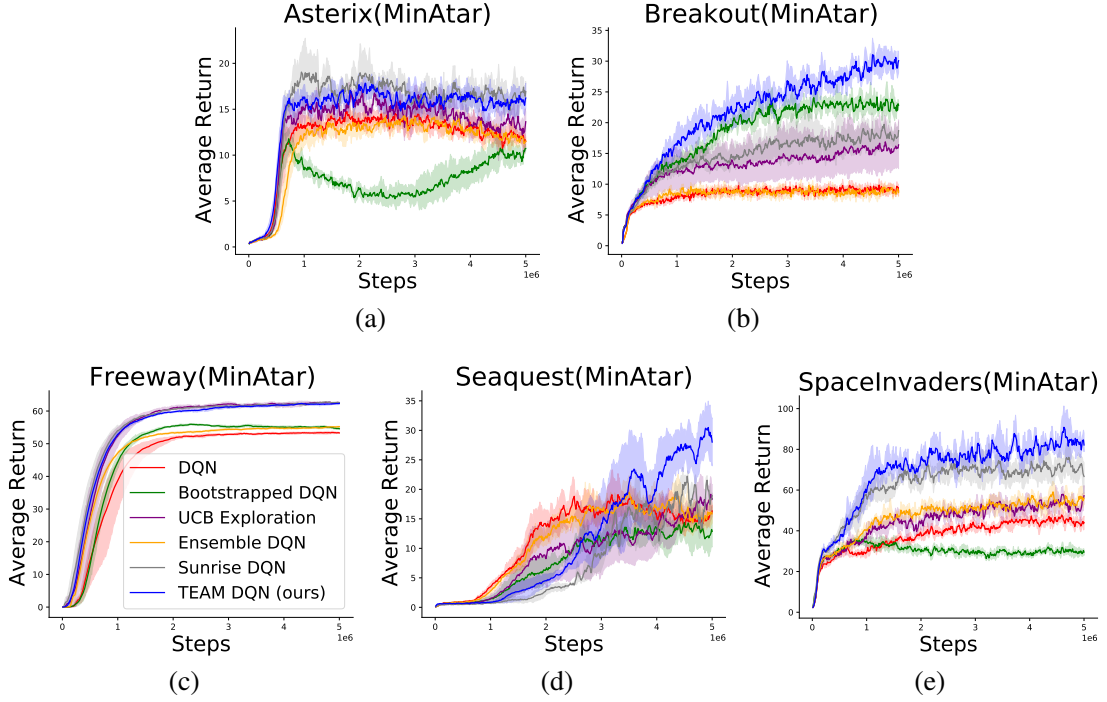 Asterix(MinAtar)
Average Return
20
15
10
5
0
0 1 2 3 4 5
1e6
Steps
(a)
Breakout(MinAtar)
Average Return
35
30
25
20
15
10
5
0
0 1 2 3 4 5
1e6
Steps
(b)
Freeway(MinAtar)
Average Return
60
50
40
30
20
10
0
DQN
Bootstrapped DQN
UCB Exploration
Ensemble DQN
Sunrise DQN
TEAM DQN (ours)
0 1 2 3 4 5
1e6
Steps
(c)
Seaquest(MinAtar)
Average Return
35
30
25
20
15
10
5
0
0 1 2 3 4 5
1e6
Steps
(d)
SpaceInvaders(MinAtar)
Average Return
100
80
60
40
20
0
0 1 2 3 4 5
1e6
Steps
(e)